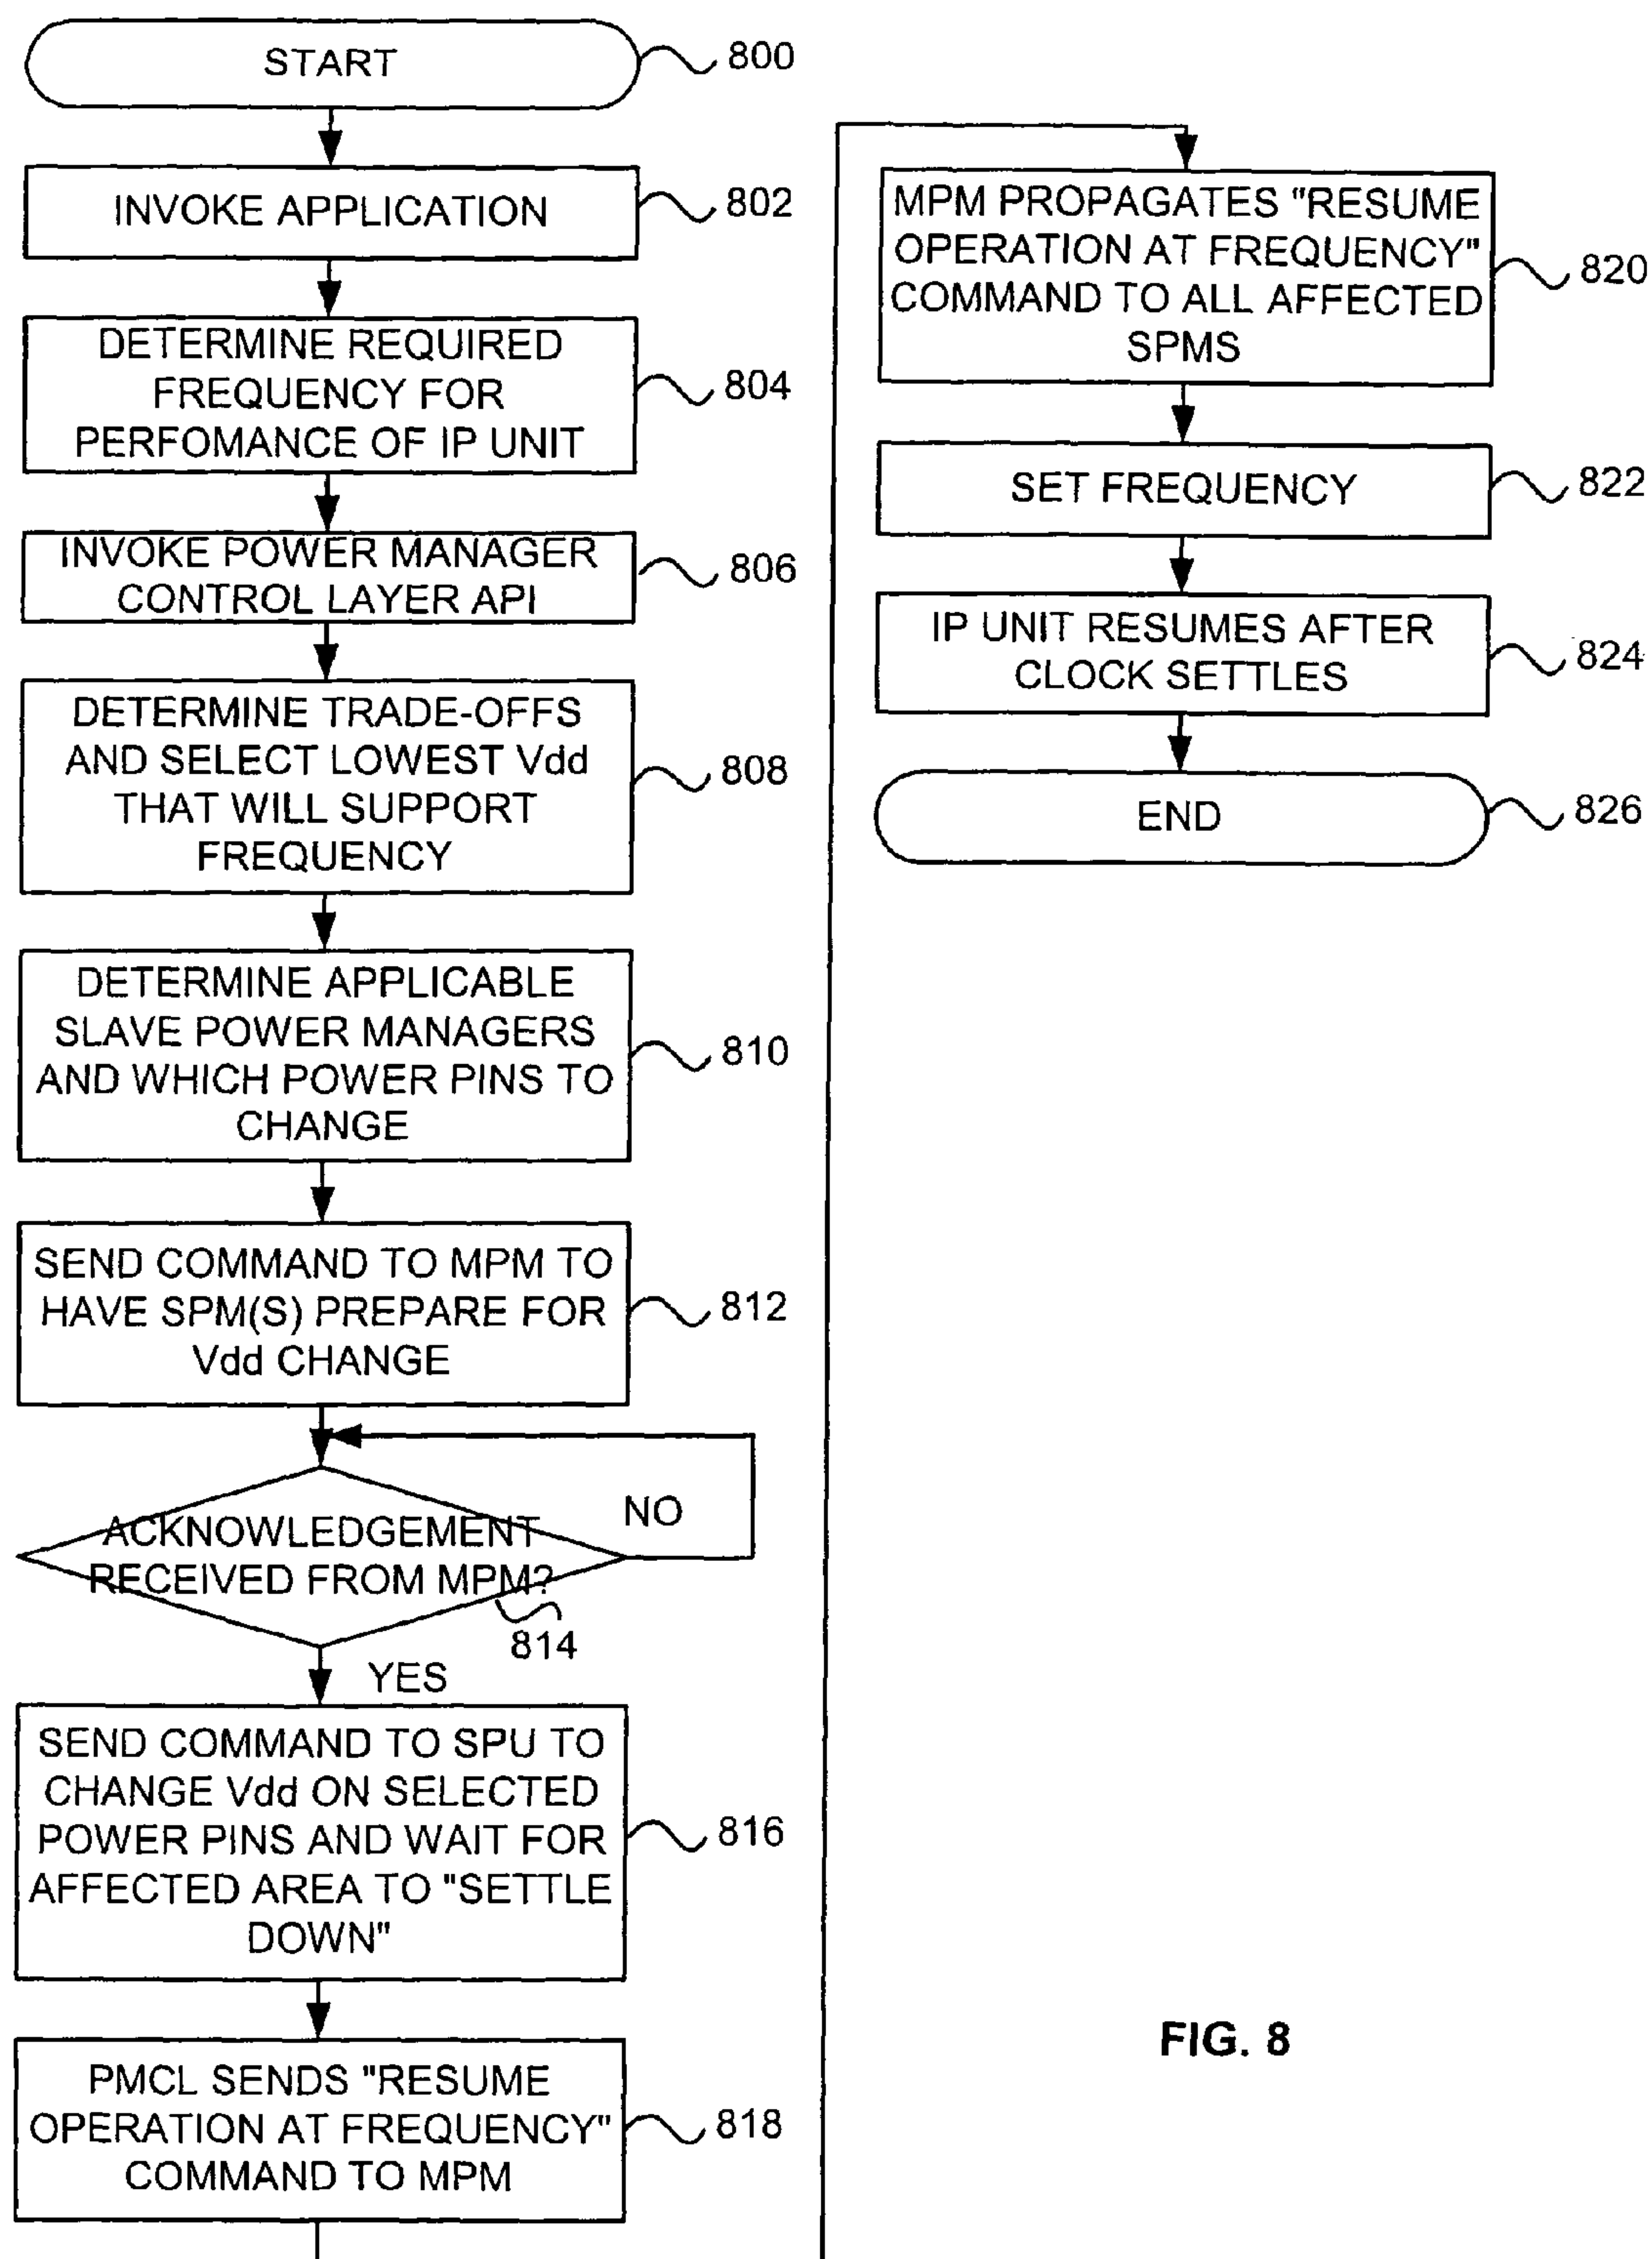 START
800
INVOKE APPLICATION
802
DETERMINE REQUIRED
FREQUENCY FOR
PERFOMANCE OF IP UNIT
804
INVOKE POWER MANAGER
CONTROL LAYER API
806
DETERMINE TRADE-OFFS
AND SELECT LOWEST Vdd
THAT WILL SUPPORT
FREQUENCY
808
DETERMINE APPLICABLE
SLAVE POWER MANAGERS
AND WHICH POWER PINS TO
CHANGE
810
SEND COMMAND TO MPM TO
HAVE SPM(S) PREPARE FOR
Vdd CHANGE
812
ACKNOWLEDGEMENT
RECEIVED FROM MPM?
814
NO
YES
SEND COMMAND TO SPU TO
CHANGE Vdd ON SELECTED
POWER PINS AND WAIT FOR
AFFECTED AREA TO "SETTLE
DOWN"
816
PMCL SENDS "RESUME
OPERATION AT FREQUENCY"
COMMAND TO MPM
818
MPM PROPAGATES "RESUME
OPERATION AT FREQUENCY"
COMMAND TO ALL AFFECTED
SPMS
820
SET FREQUENCY
822
IP UNIT RESUMES AFTER
CLOCK SETTLES
824
END
826
FIG. 8